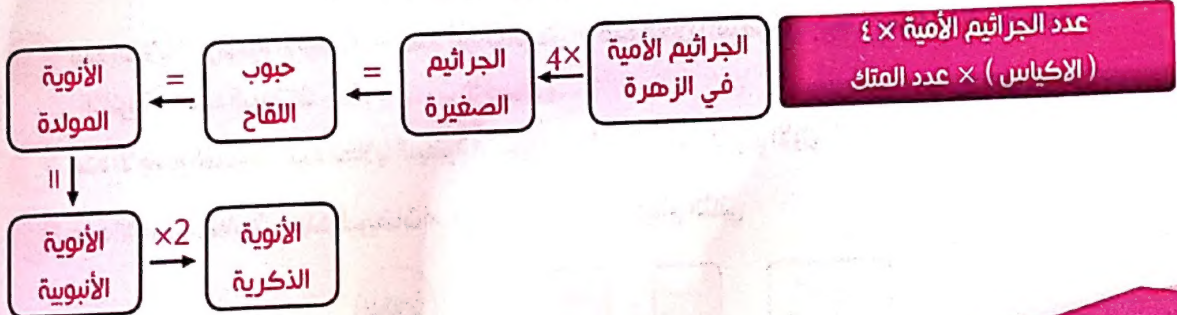 عدد الجراثيم الأمية × ٤
( الاكياس ) × عدد المتك
الجراثيم الأمية
في الزهرة
4×
الجراثيم
الصغيرة
=
حبوب
اللقاح
=
الأنوية
المولدة
=
الأنوية
الأنبوبية
×2
الأنوية
الذكرية